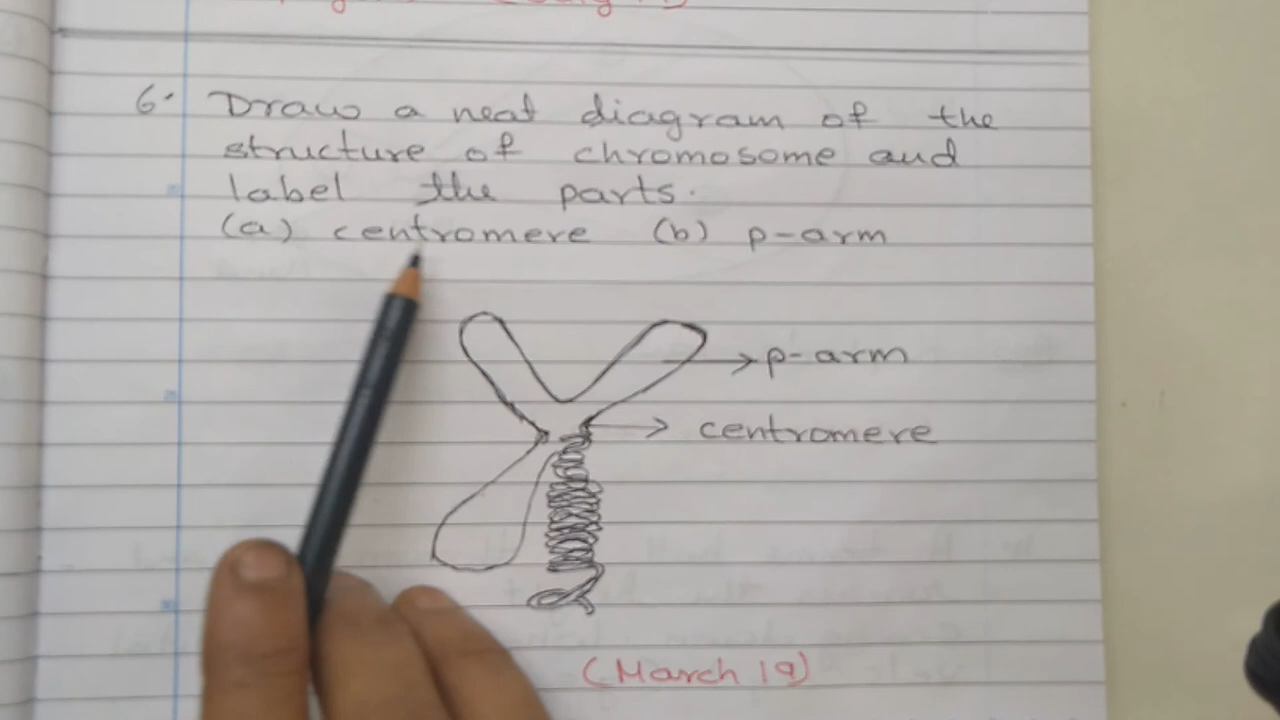 6. Draw a neat diagram of the
structure of chromosome and
label the parts.
(a) centromere (b) p-arm
p-arm
centromere
(March 19)